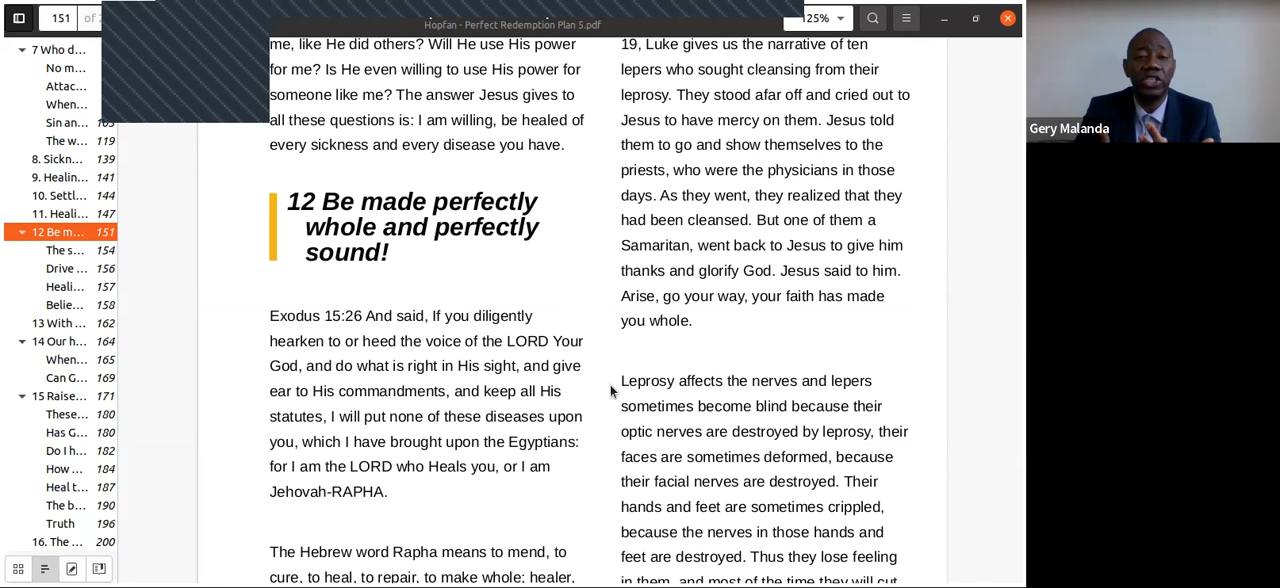 151
of
Hopfan - Perfect Redemption Plan 5.pdf
125%
7 Who d...
No m...
Attac...
When...
Sin an...
The w... 119
8. Sickn... 139
9. Healin... 141
10. Settl... 144
11. Heali... 147
12 Be m... 151
The s... 154
Drive ... 156
Heali... 157
Belie... 158
13 With ... 162
14 Our h... 164
When... 165
Can G... 169
15 Raise... 171
These... 180
Has G... 180
Do I h... 182
How ... 184
Heal t... 187
The b... 190
Truth 196
16. The ... 200
me, like He did others? Will He use His power
for me? Is He even willing to use His power for
someone like me? The answer Jesus gives to
all these questions is: I am willing, be healed of
every sickness and every disease you have.
12 Be made perfectly
whole and perfectly
sound!
Exodus 15:26 And said, If you diligently
hearken to or heed the voice of the LORD Your
God, and do what is right in His sight, and give
ear to His commandments, and keep all His
statutes, I will put none of these diseases upon
you, which I have brought upon the Egyptians:
for I am the LORD who Heals you, or I am
Jehovah-RAPHA.
The Hebrew word Rapha means to mend, to
cure, to heal, to repair, to make whole; healer,
19, Luke gives us the narrative of ten
lepers who sought cleansing from their
leprosy. They stood afar off and cried out to
Jesus to have mercy on them. Jesus told
them to go and show themselves to the
priests, who were the physicians in those
days. As they went, they realized that they
had been cleansed. But one of them a
Samaritan, went back to Jesus to give him
thanks and glorify God. Jesus said to him.
Arise, go your way, your faith has made
you whole.
Leprosy affects the nerves and lepers
sometimes become blind because their
optic nerves are destroyed by leprosy, their
faces are sometimes deformed, because
their facial nerves are destroyed. Their
hands and feet are sometimes crippled,
because the nerves in those hands and
feet are destroyed. Thus they lose feeling
in them, and most of the time they will cut
Gery Malanda